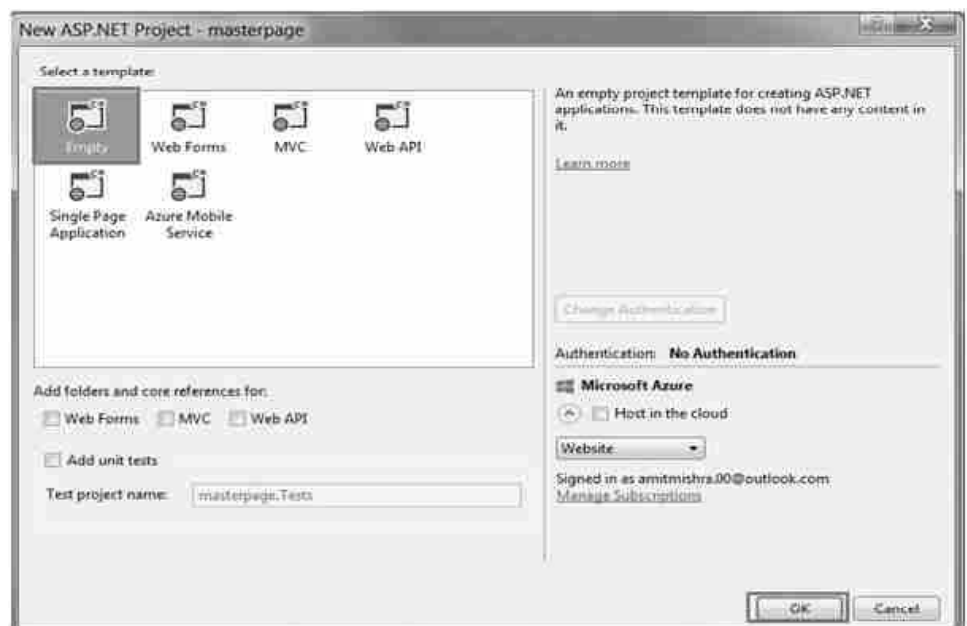 New ASP.NET Project - masterpage
Select a template:
Empty
Web Forms
MVC
Web API
Single Page Application
Azure Mobile Service
An empty project template for creating ASP.NET
applications. This template does not have any content in
it.
Learn more
Change Authentication
Authentication: No Authentication
Microsoft Azure
Host in the cloud
Website
Signed in as amitmishra.00@outlook.com
Manage Subscriptions
Add folders and core references for:
Web Forms MVC Web API
Add unit tests
Test project name: masterpage.Tests
OK Cancel